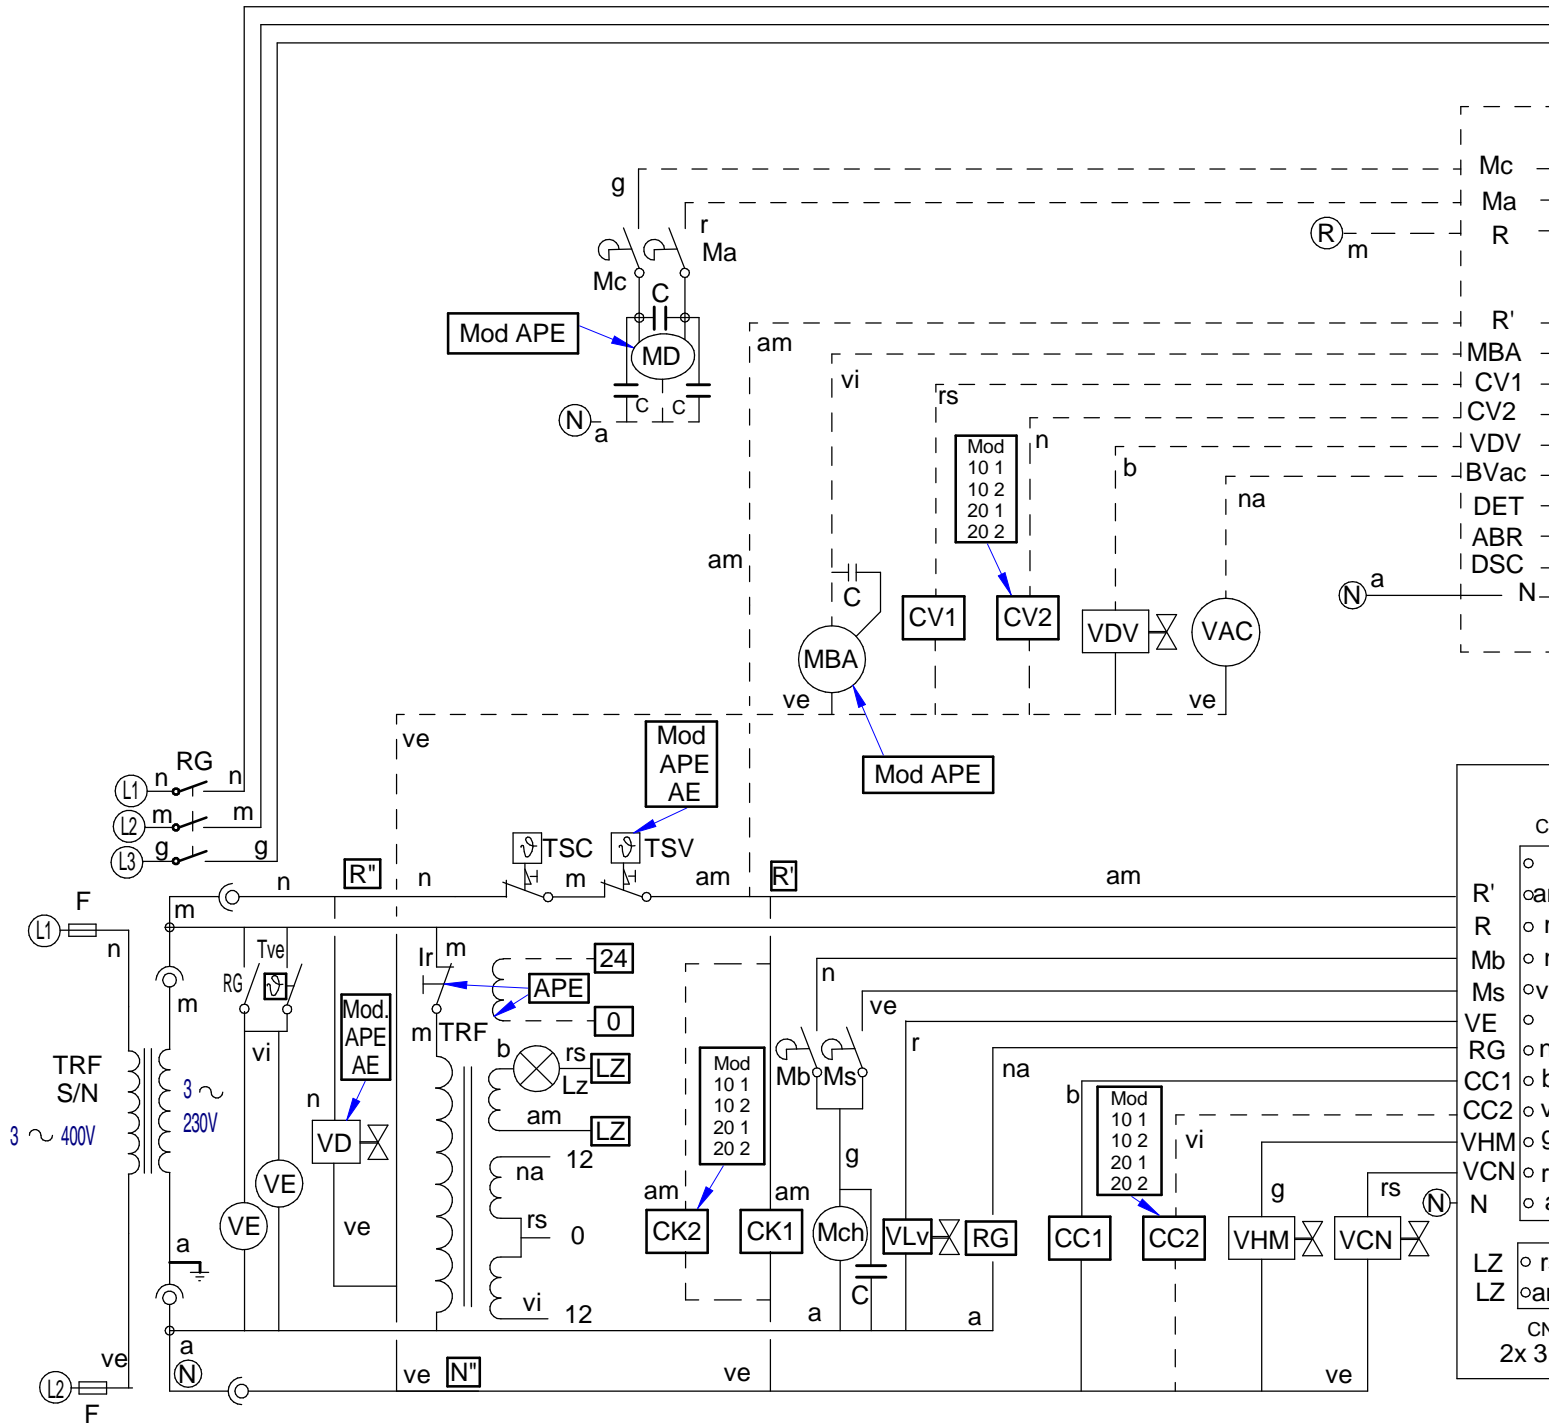 g
r
Mc
Ma
C
MD
C
C
N
a
Mod APE
R
m
Mc
Ma
R
R'
MBA
CV1
CV2
VDV
BVac
DET
ABR
DSC
N
N
a
am
vi
rs
n
b
na
am
Mod
10 1
10 2
20 1
20 2
C
MBA
CV1
CV2
VDV
VAC
ve
ve
ve
Mod APE
Mod
APE
AE
RG
L1 n n
L2 m m
L3 g g
TSC
TSV
n
R"
n
m
am
R'
am
F
L1
n
m
m
TRF
S/N
3 ~ 400V
3 ~
230V
a
a
N
ve
L2
F
RG
Tve
vi
VE
VE
Mod.
APE
AE
n
VD
ve
Ir
m
m
TRF
24
APE
0
b
rs
Lz
LZ
am
LZ
12
na
rs
0
vi
12
Mod
10 1
10 2
20 1
20 2
am
am
CK2
CK1
n
ve
Mb
Ms
g
Mch
C
a
r
VLv
na
RG
a
b
CC1
Mod
10 1
10 2
20 1
20 2
vi
CC2
g
VHM
rs
VCN
ve
N"
ve
ve
R'
R
Mb
Ms
VE
RG
CC1
CC2
VHM
VCN
N
N
LZ
LZ
2x 3